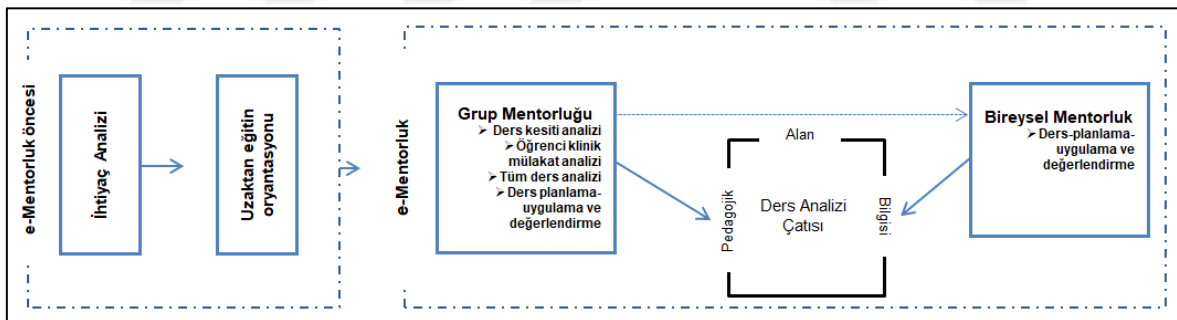 e-Mentorluk öncesi
İhtiyaç Analizi
Uzaktan eğitin
oryantasyonu
e-Mentorluk
Grup Mentorluğu
➤ Ders kesiti analizi
➤ Öğrenci klinik
mülakat analizi
➤ Tüm ders analizi
➤ Ders planlama-
uygulama ve
değerlendirme
Alan
Pedagojik
Ders Analizi
Çatısı
Bilgisi
Bireysel Mentorluk
➤ Ders-planlama-
uygulama ve
değerlendirme